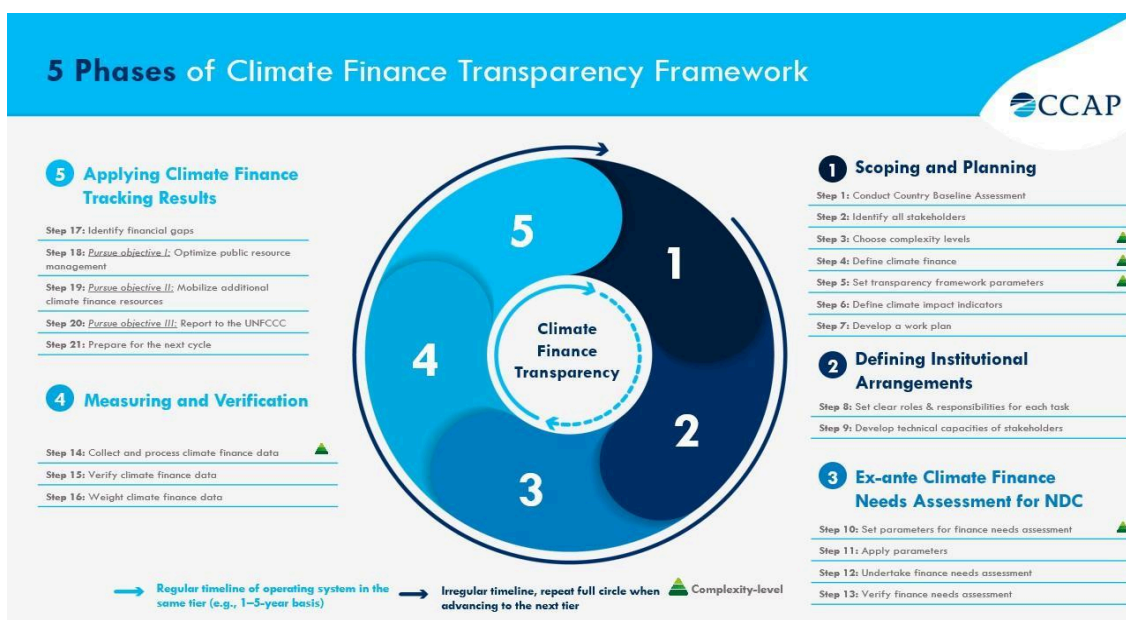 5 Phases of Climate Finance Transparency Framework
CCAP
5 Applying Climate Finance
Tracking Results
Step 17: Identify financial gaps
Step 18: Pursue objective I: Optimize public resource
management
Step 19: Pursue objective II: Mobilize additional
climate finance resources
Step 20: Pursue objective III: Report to the UNFCCC
Step 21: Prepare for the next cycle
4 Measuring and Verification
Step 14: Collect and process climate finance data
Step 15: Verify climate finance data
Step 16: Weight climate finance data
5
1
4
2
3
Climate
Finance
Transparency
1 Scoping and Planning
Step 1: Conduct Country Baseline Assessment
Step 2: Identify all stakeholders
Step 3: Choose complexity levels
Step 4: Define climate finance
Step 5: Set transparency framework parameters
Step 6: Define climate impact indicators
Step 7: Develop a work plan
2 Defining Institutional
Arrangements
Step 8: Set clear roles & responsibilities for each task
Step 9: Develop technical capacities of stakeholders
3 Ex-ante Climate Finance
Needs Assessment for NDC
Step 10: Set parameters for finance needs assessment
Step 11: Apply parameters
Step 12: Undertake finance needs assessment
Step 13: Verify finance needs assessment
Regular timeline of operating system in the
same tier (e.g., 1–5-year basis)
Irregular timeline, repeat full circle when
advancing to the next tier
Complexity-level